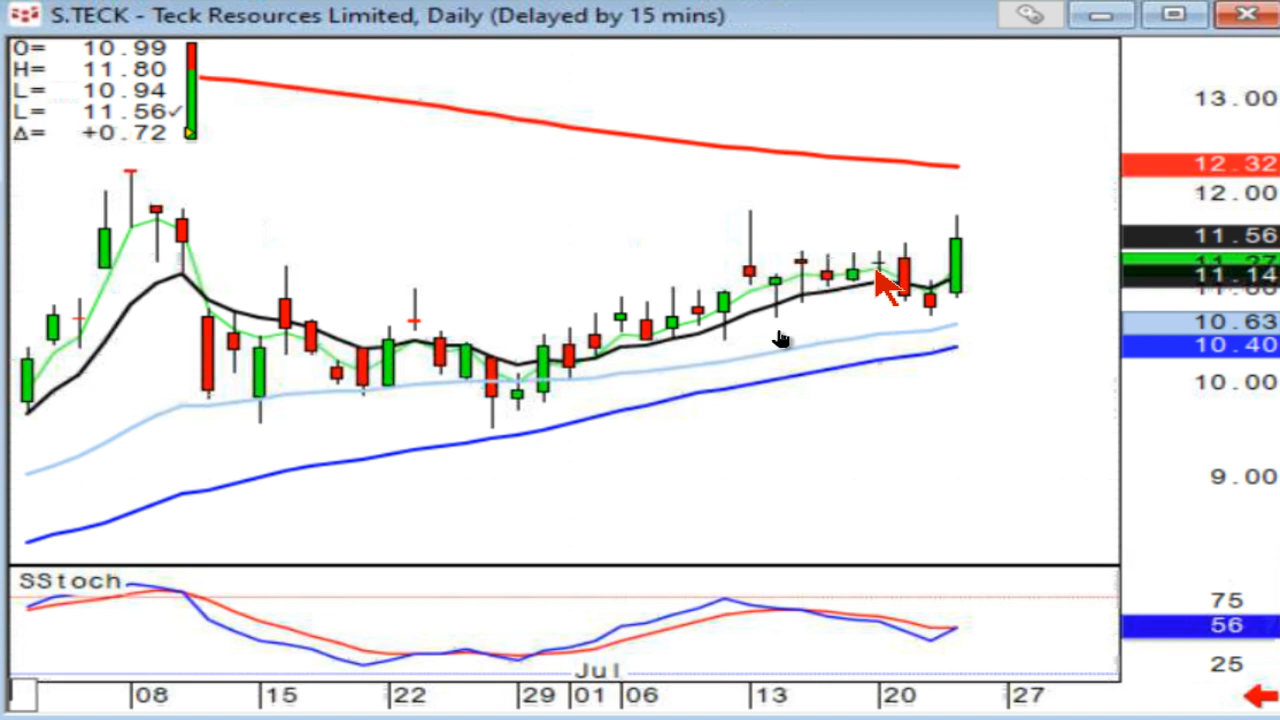 S.TECK - Teck Resources Limited, Daily (Delayed by 15 mins)
O= 10.99
H= 11.80
L= 10.94
L= 11.56✓
Δ= +0.72
13.00
12.32
12.00
11.56
11.27
11.14
10.63
10.40
10.00
9.00
SStoch
75
56
25
Jul
08 15 22 29 01 06 13 20 27